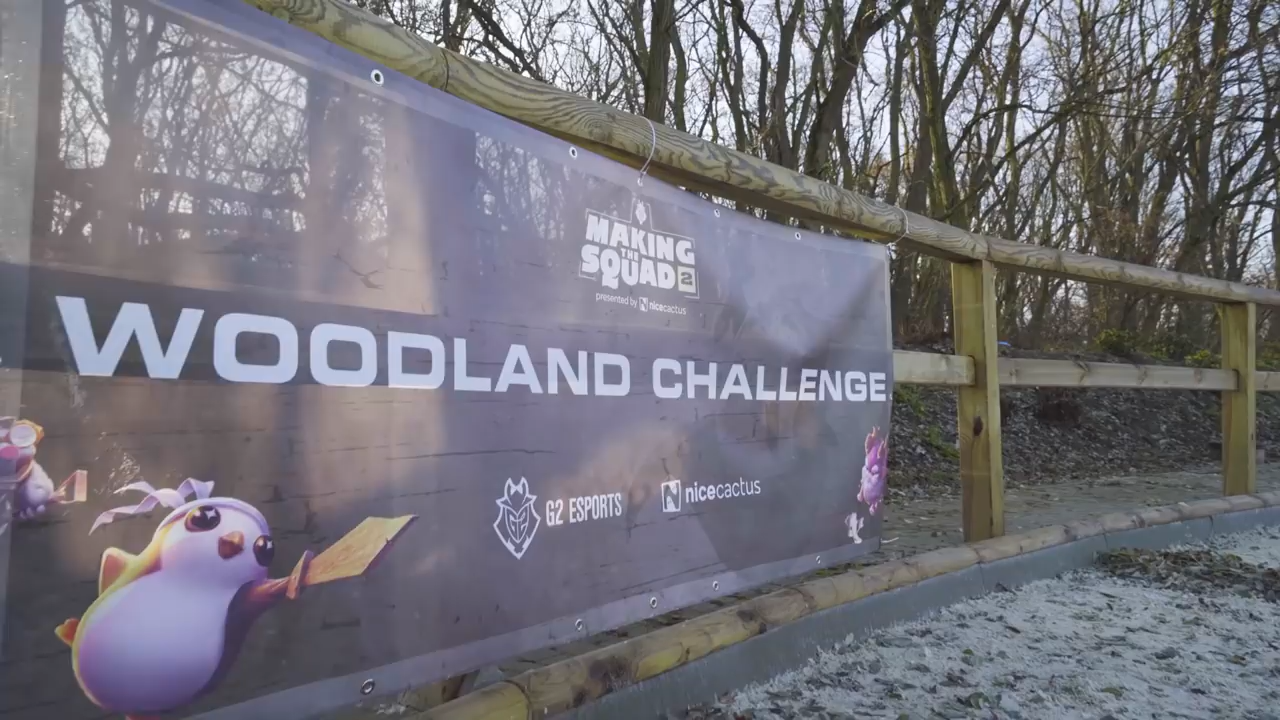 MAKING
THE
SQUAD 2
presented by nicecactus
WOODLAND CHALLENGE
G2 ESPORTS
nicecactus